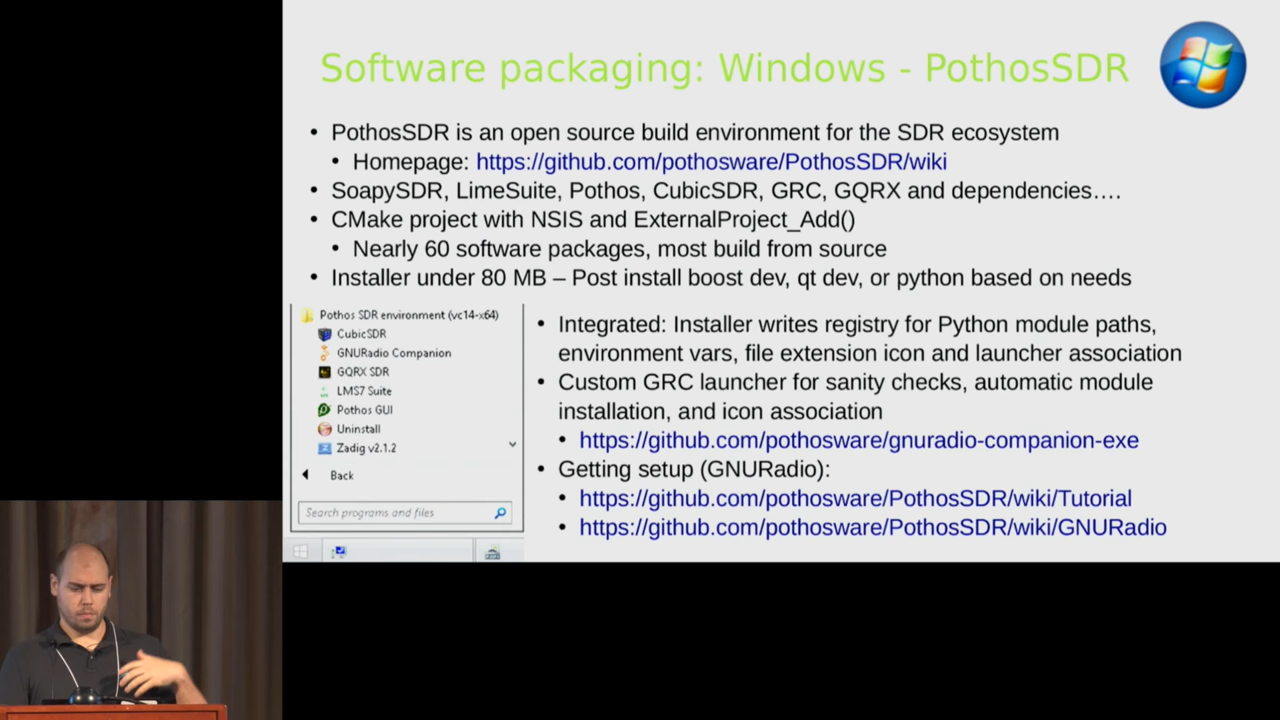 Software packaging: Windows - PothosSDR
• PothosSDR is an open source build environment for the SDR ecosystem
• Homepage: https://github.com/pothosware/PothosSDR/wiki
• SoapySDR, LimeSuite, Pothos, CubicSDR, GRC, GQRX and dependencies….
• CMake project with NSIS and ExternalProject_Add()
• Nearly 60 software packages, most build from source
• Installer under 80 MB – Post install boost dev, qt dev, or python based on needs
Pothos SDR environment (vc14-x64)
CubicSDR
GNURadio Companion
GQRX SDR
LMS7 Suite
Pothos GUI
Uninstall
Zadig v2.1.2
Back
Search programs and files
• Integrated: Installer writes registry for Python module paths,
environment vars, file extension icon and launcher association
• Custom GRC launcher for sanity checks, automatic module
installation, and icon association
• https://github.com/pothosware/gnuradio-companion-exe
• Getting setup (GNURadio):
• https://github.com/pothosware/PothosSDR/wiki/Tutorial
• https://github.com/pothosware/PothosSDR/wiki/GNURadio